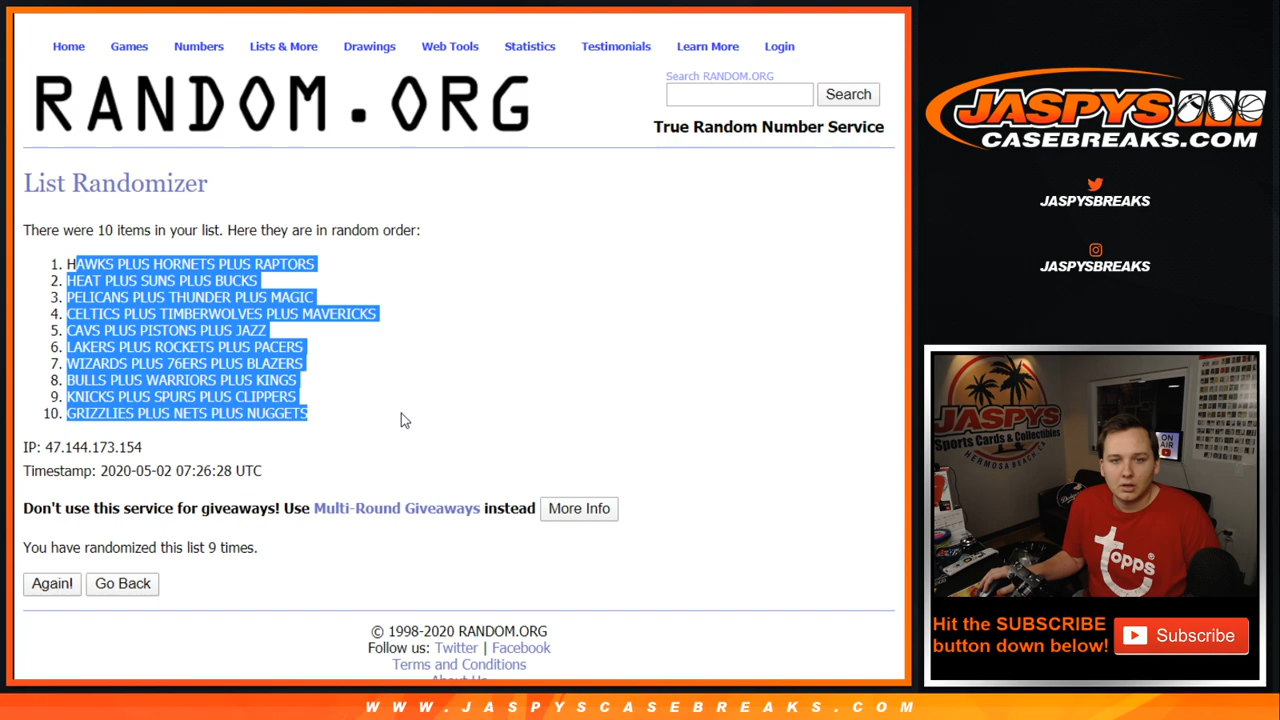 Home Games Numbers Lists & More Drawings Web Tools Statistics Testimonials Learn More Login
RANDOM.ORG
Search RANDOM.ORG
Search
True Random Number Service
List Randomizer
There were 10 items in your list. Here they are in random order:
1. HAWKS PLUS HORNETS PLUS RAPTORS
2. HEAT PLUS SUNS PLUS BUCKS
3. PELICANS PLUS THUNDER PLUS MAGIC
4. CELTICS PLUS TIMBERWOLVES PLUS MAVERICKS
5. CAVS PLUS PISTONS PLUS JAZZ
6. LAKERS PLUS ROCKETS PLUS PACERS
7. WIZARDS PLUS 76ERS PLUS BLAZERS
8. BULLS PLUS WARRIORS PLUS KINGS
9. KNICKS PLUS SPURS PLUS CLIPPERS
10. GRIZZLIES PLUS NETS PLUS NUGGETS
IP: 47.144.173.154
Timestamp: 2020-05-02 07:26:28 UTC
Don't use this service for giveaways! Use Multi-Round Giveaways instead More Info
You have randomized this list 9 times.
Again! Go Back
© 1998-2020 RANDOM.ORG
Follow us: Twitter | Facebook
Terms and Conditions
About Us
JASPYS
CASEBREAKS.COM
JASPYSBREAKS
JASPYSBREAKS
JASPYS
Sports Cards & Collectibles
HERMOSA BEACH, CA
ON AIR
topps
Hit the SUBSCRIBE
button down below!
Subscribe
WWW.JASPYSCASEBREAKS.COM